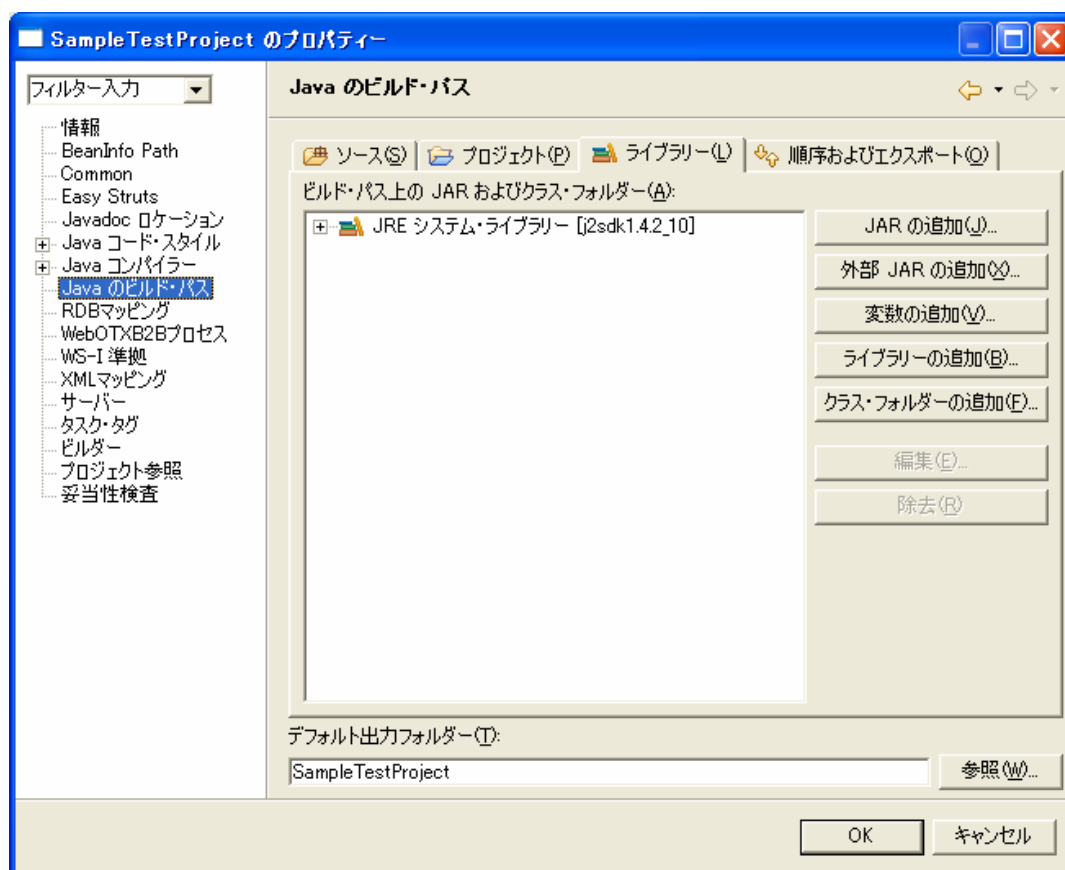 SampleTestProject のプロパティー
フィルター入力
Java のビルド・パス
情報
BeanInfo Path
Common
Easy Struts
Javadoc ロケーション
Java コード・スタイル
Java コンパイラー
Java のビルド・パス
RDBマッピング
WebOTXB2Bプロセス
WS-I 準拠
XMLマッピング
サーバー
タスク・タグ
ビルダー
プロジェクト参照
妥当性検査
ソース(S) プロジェクト(P) ライブラリー(L) 順序およびエクスポート(O)
ビルド・パス上の JAR およびクラス・フォルダー(A):
JRE システム・ライブラリー [j2sdk1.4.2_10]
JAR の追加(J)...
外部 JAR の追加(X)...
変数の追加(V)...
ライブラリーの追加(B)...
クラス・フォルダーの追加(F)...
編集(E)...
除去(R)
デフォルト出力フォルダー(T):
SampleTestProject
参照(W)...
OK
キャンセル